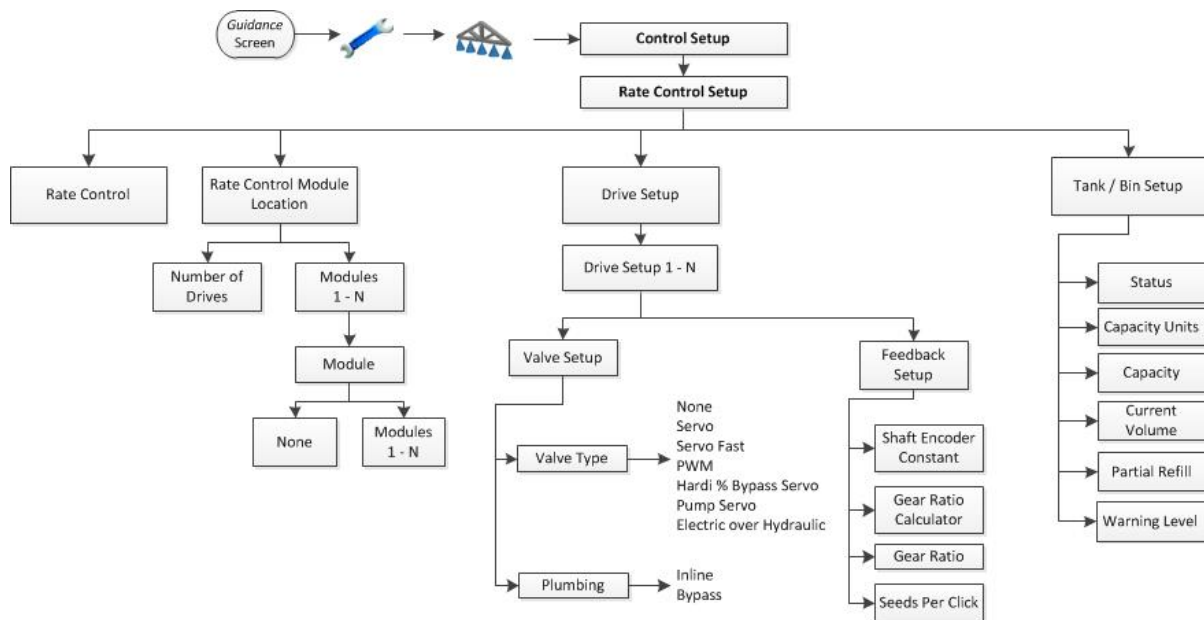 Guidance
Screen
Control Setup
Rate Control Setup
Rate Control
Rate Control Module
Location
Drive Setup
Tank / Bin Setup
Number of
Drives
Modules
1 - N
Drive Setup 1 - N
Status
Capacity Units
Capacity
Current
Volume
Partial Refill
Warning Level
Module
None
Modules
1 - N
Valve Setup
Feedback
Setup
Valve Type
None
Servo
Servo Fast
PWM
Hardi % Bypass Servo
Pump Servo
Electric over Hydraulic
Plumbing
Inline
Bypass
Shaft Encoder
Constant
Gear Ratio
Calculator
Gear Ratio
Seeds Per Click